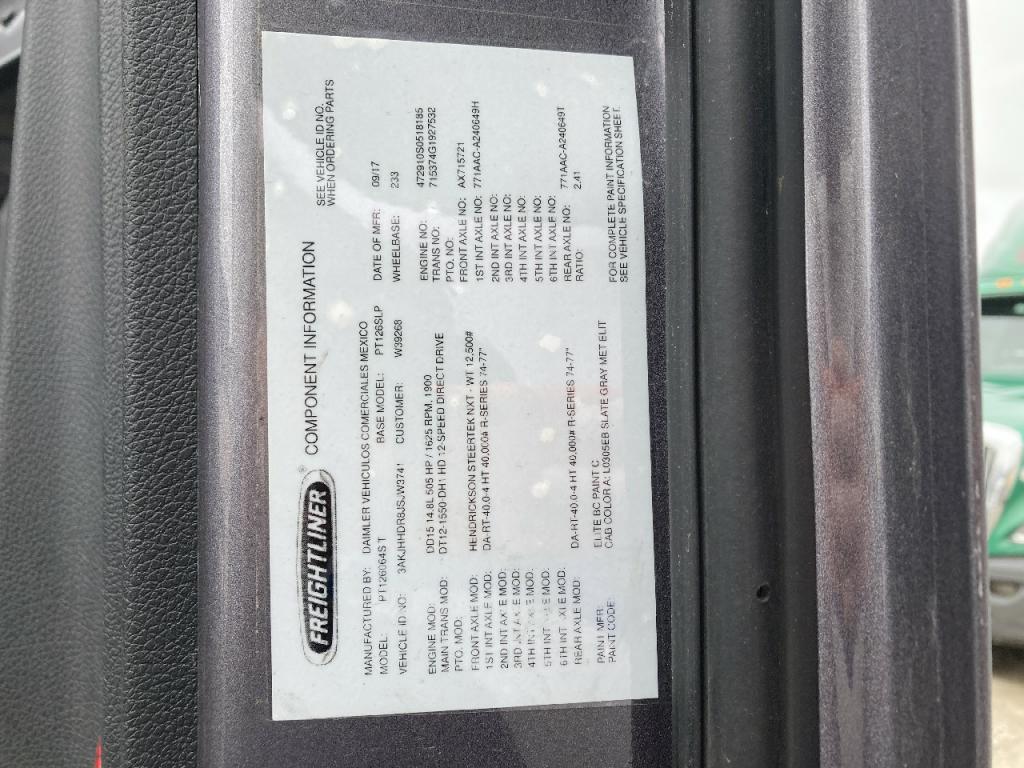 FREIGHTLINER® COMPONENT INFORMATION
SEE VEHICLE ID NO.
WHEN ORDERING PARTS
MANUFACTURED BY: DAIMLER VEHICULOS COMERCIALES MEXICO
MODEL: PT126064ST BASE MODEL: PT126SLP DATE OF MFR: 09/17
VEHICLE ID NO: CUSTOMER: W39268 WHEELBASE: 233
ENGINE MOD: DD15 14.8L 505 HP / 1625 RPM, 1900 ENGINE NO: 472910S0518185
MAIN TRANS MOD: DT12-1550-DH1 HD 12-SPEED DIRECT DRIVE TRANS NO: 715374G1927532
PTO. MOD: PTO. NO:
FRONT AXLE MOD: HENDRICKSON STEERTEK NXT - WT 12,500# FRONT AXLE NO: AX715721
1ST INT AXLE MOD: DA-RT-40.0-4 HT 40,000# R-SERIES 74-77" 1ST INT AXLE NO: 771AAC-A240649H
2ND INT AXLE MOD: 2ND INT AXLE NO:
3RD INT AXLE MOD: 3RD INT AXLE NO:
4TH INT AXLE MOD: 4TH INT AXLE NO:
5TH INT AXLE MOD: 5TH INT AXLE NO:
6TH INT AXLE MOD: 6TH INT AXLE NO:
REAR AXLE MOD: DA-RT-40.0-4 HT 40,000# R-SERIES 74-77" REAR AXLE NO: 771AAC-A240649T
RATIO: 2.41
PAINT MFR: ELITE BC PAINT C FOR COMPLETE PAINT INFORMATION
PAINT CODE: CAB COLOR A: L0305EB SLATE GRAY MET ELIT SEE VEHICLE SPECIFICATION SHEET.